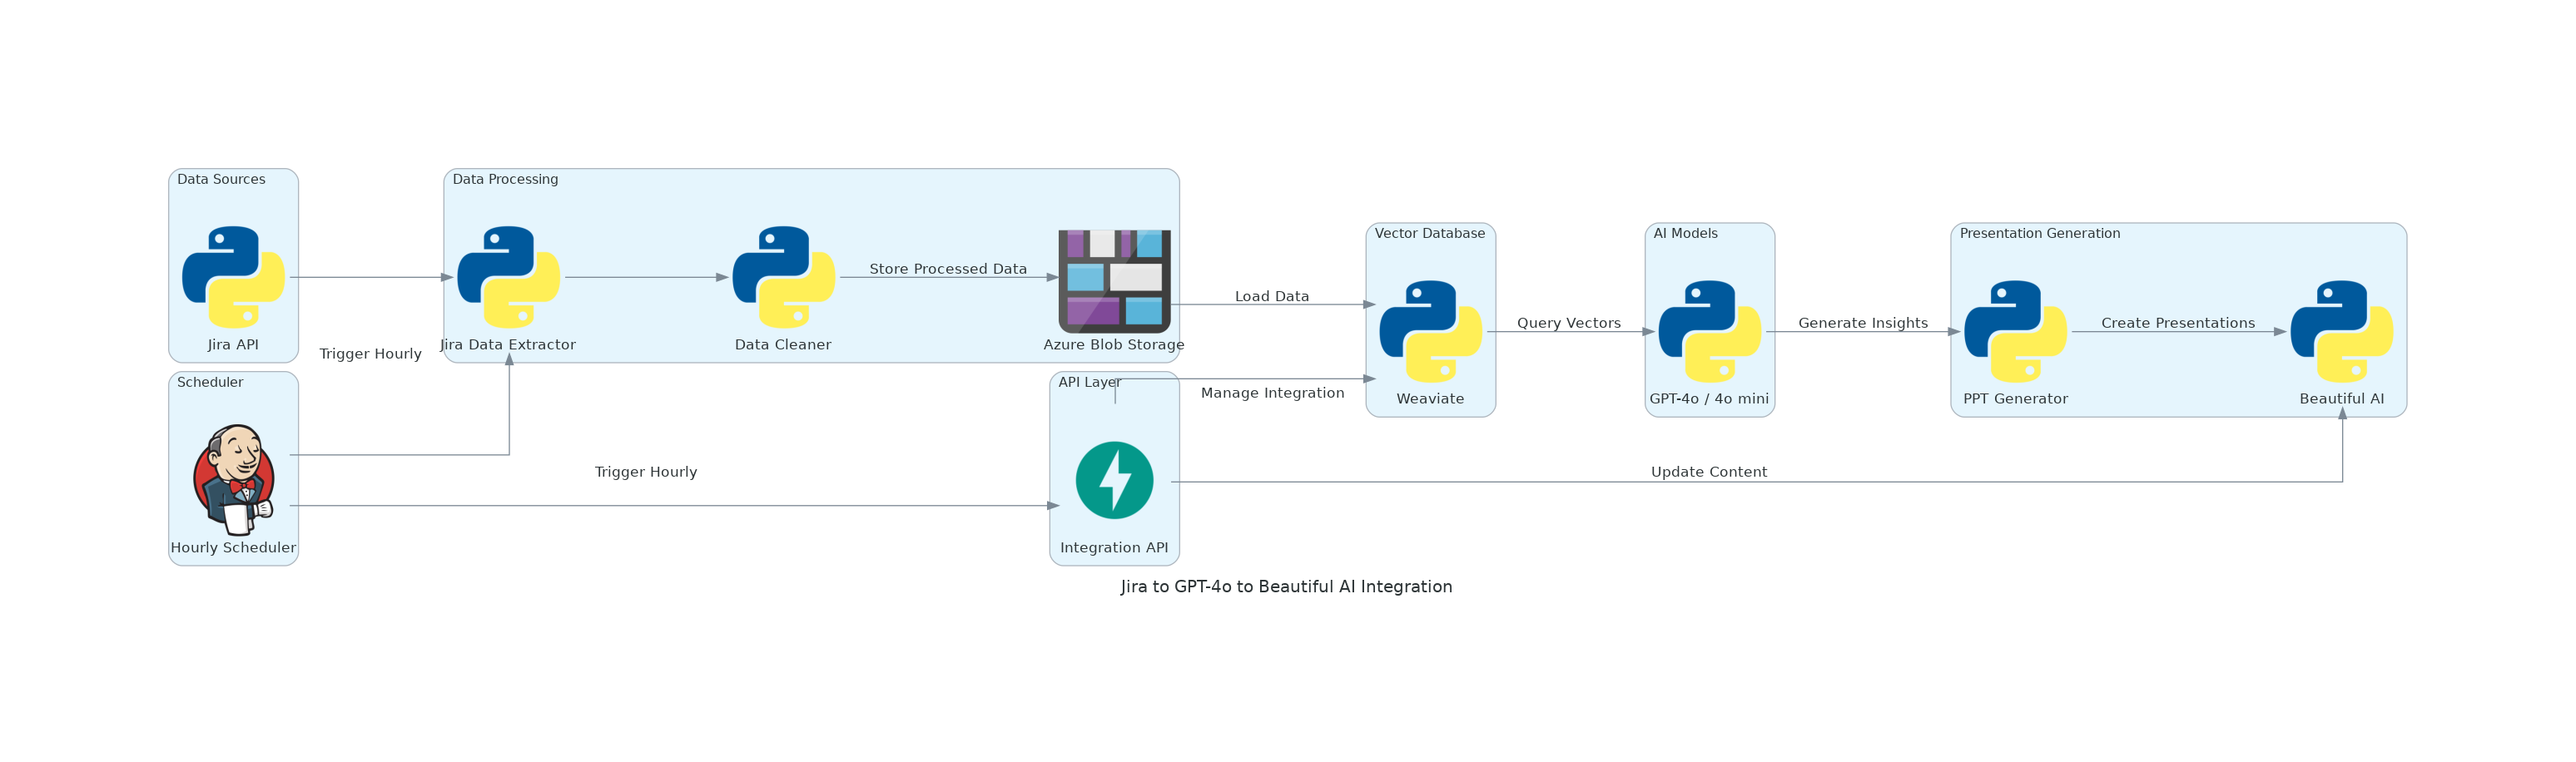 Data Sources
Jira API
Trigger Hourly
Scheduler
Hourly Scheduler
Data Processing
Jira Data Extractor
Data Cleaner
Store Processed Data
Azure Blob Storage
Trigger Hourly
API Layer
Integration API
Load Data
Manage Integration
Vector Database
Weaviate
Query Vectors
AI Models
GPT-4o / 4o mini
Generate Insights
Presentation Generation
PPT Generator
Create Presentations
Beautiful AI
Update Content
Jira to GPT-4o to Beautiful AI Integration